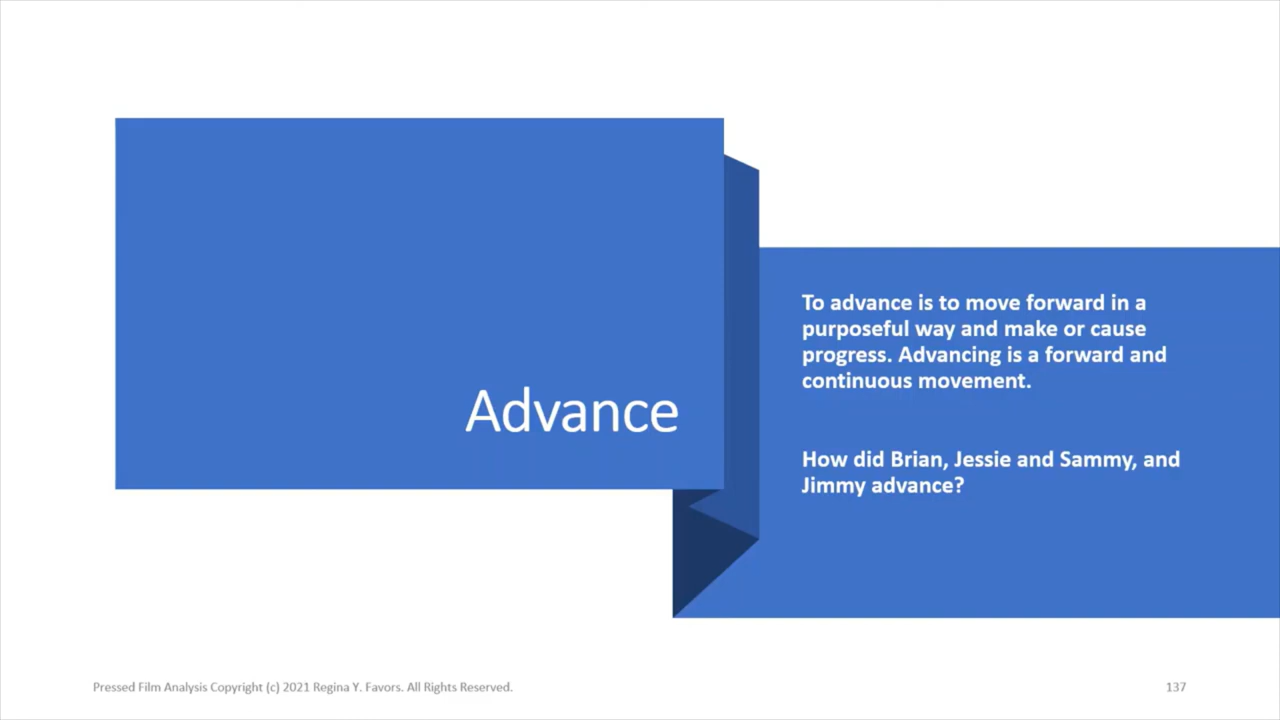 Advance
To advance is to move forward in a
purposeful way and make or cause
progress. Advancing is a forward and
continuous movement.
How did Brian, Jessie and Sammy, and
Jimmy advance?
Pressed Film Analysis Copyright (c) 2021 Regina Y. Favors. All Rights Reserved.
137